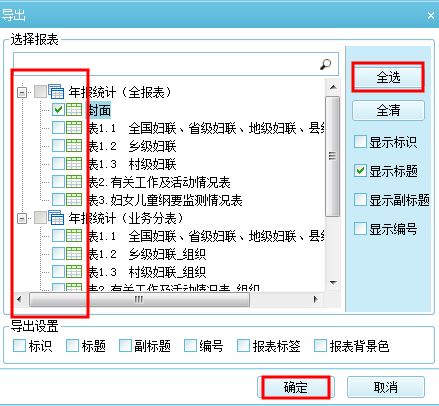 导出
选择报表
年报统计（全报表）
封面
表1.1 全国妇联、省级妇联、地级妇联、县级
表1.2 乡级妇联
表1.3 村级妇联
表2.有关工作及活动情况表
表3.妇女儿童纲要监测情况表
年报统计（业务分表）
表1.1 全国妇联、省级妇联、地级妇联、县级
表1.2 乡级妇联_组织
表1.3 村级妇联_组织
表2.有关工作及活动情况表_组织
全选
全清
显示标识
显示标题
显示副标题
显示编号
导出设置
标识 标题 副标题 编号 报表标签 报表背景色
确定 取消